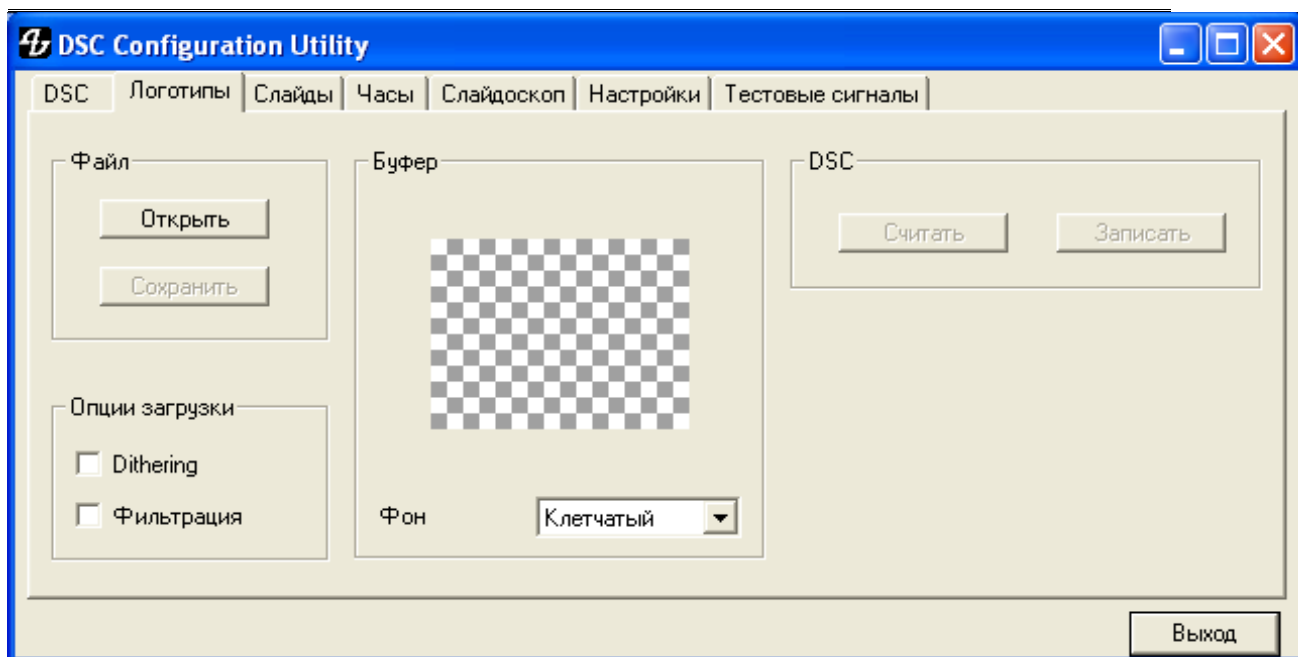 DSC Configuration Utility
DSC Логотипы Слайды Часы Слайдоскоп Настройки Тестовые сигналы
Файл
Открыть
Сохранить
Опции загрузки
Dithering
Фильтрация
Буфер
Фон Клетчатый
DSC
Считать Записать
Выход